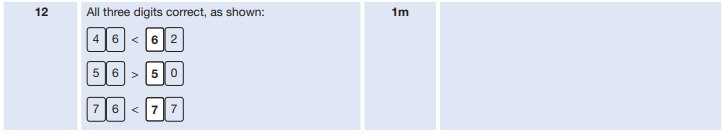 12 All three digits correct, as shown: 1m
4 6 < 6 2
5 6 > 5 0
7 6 < 7 7